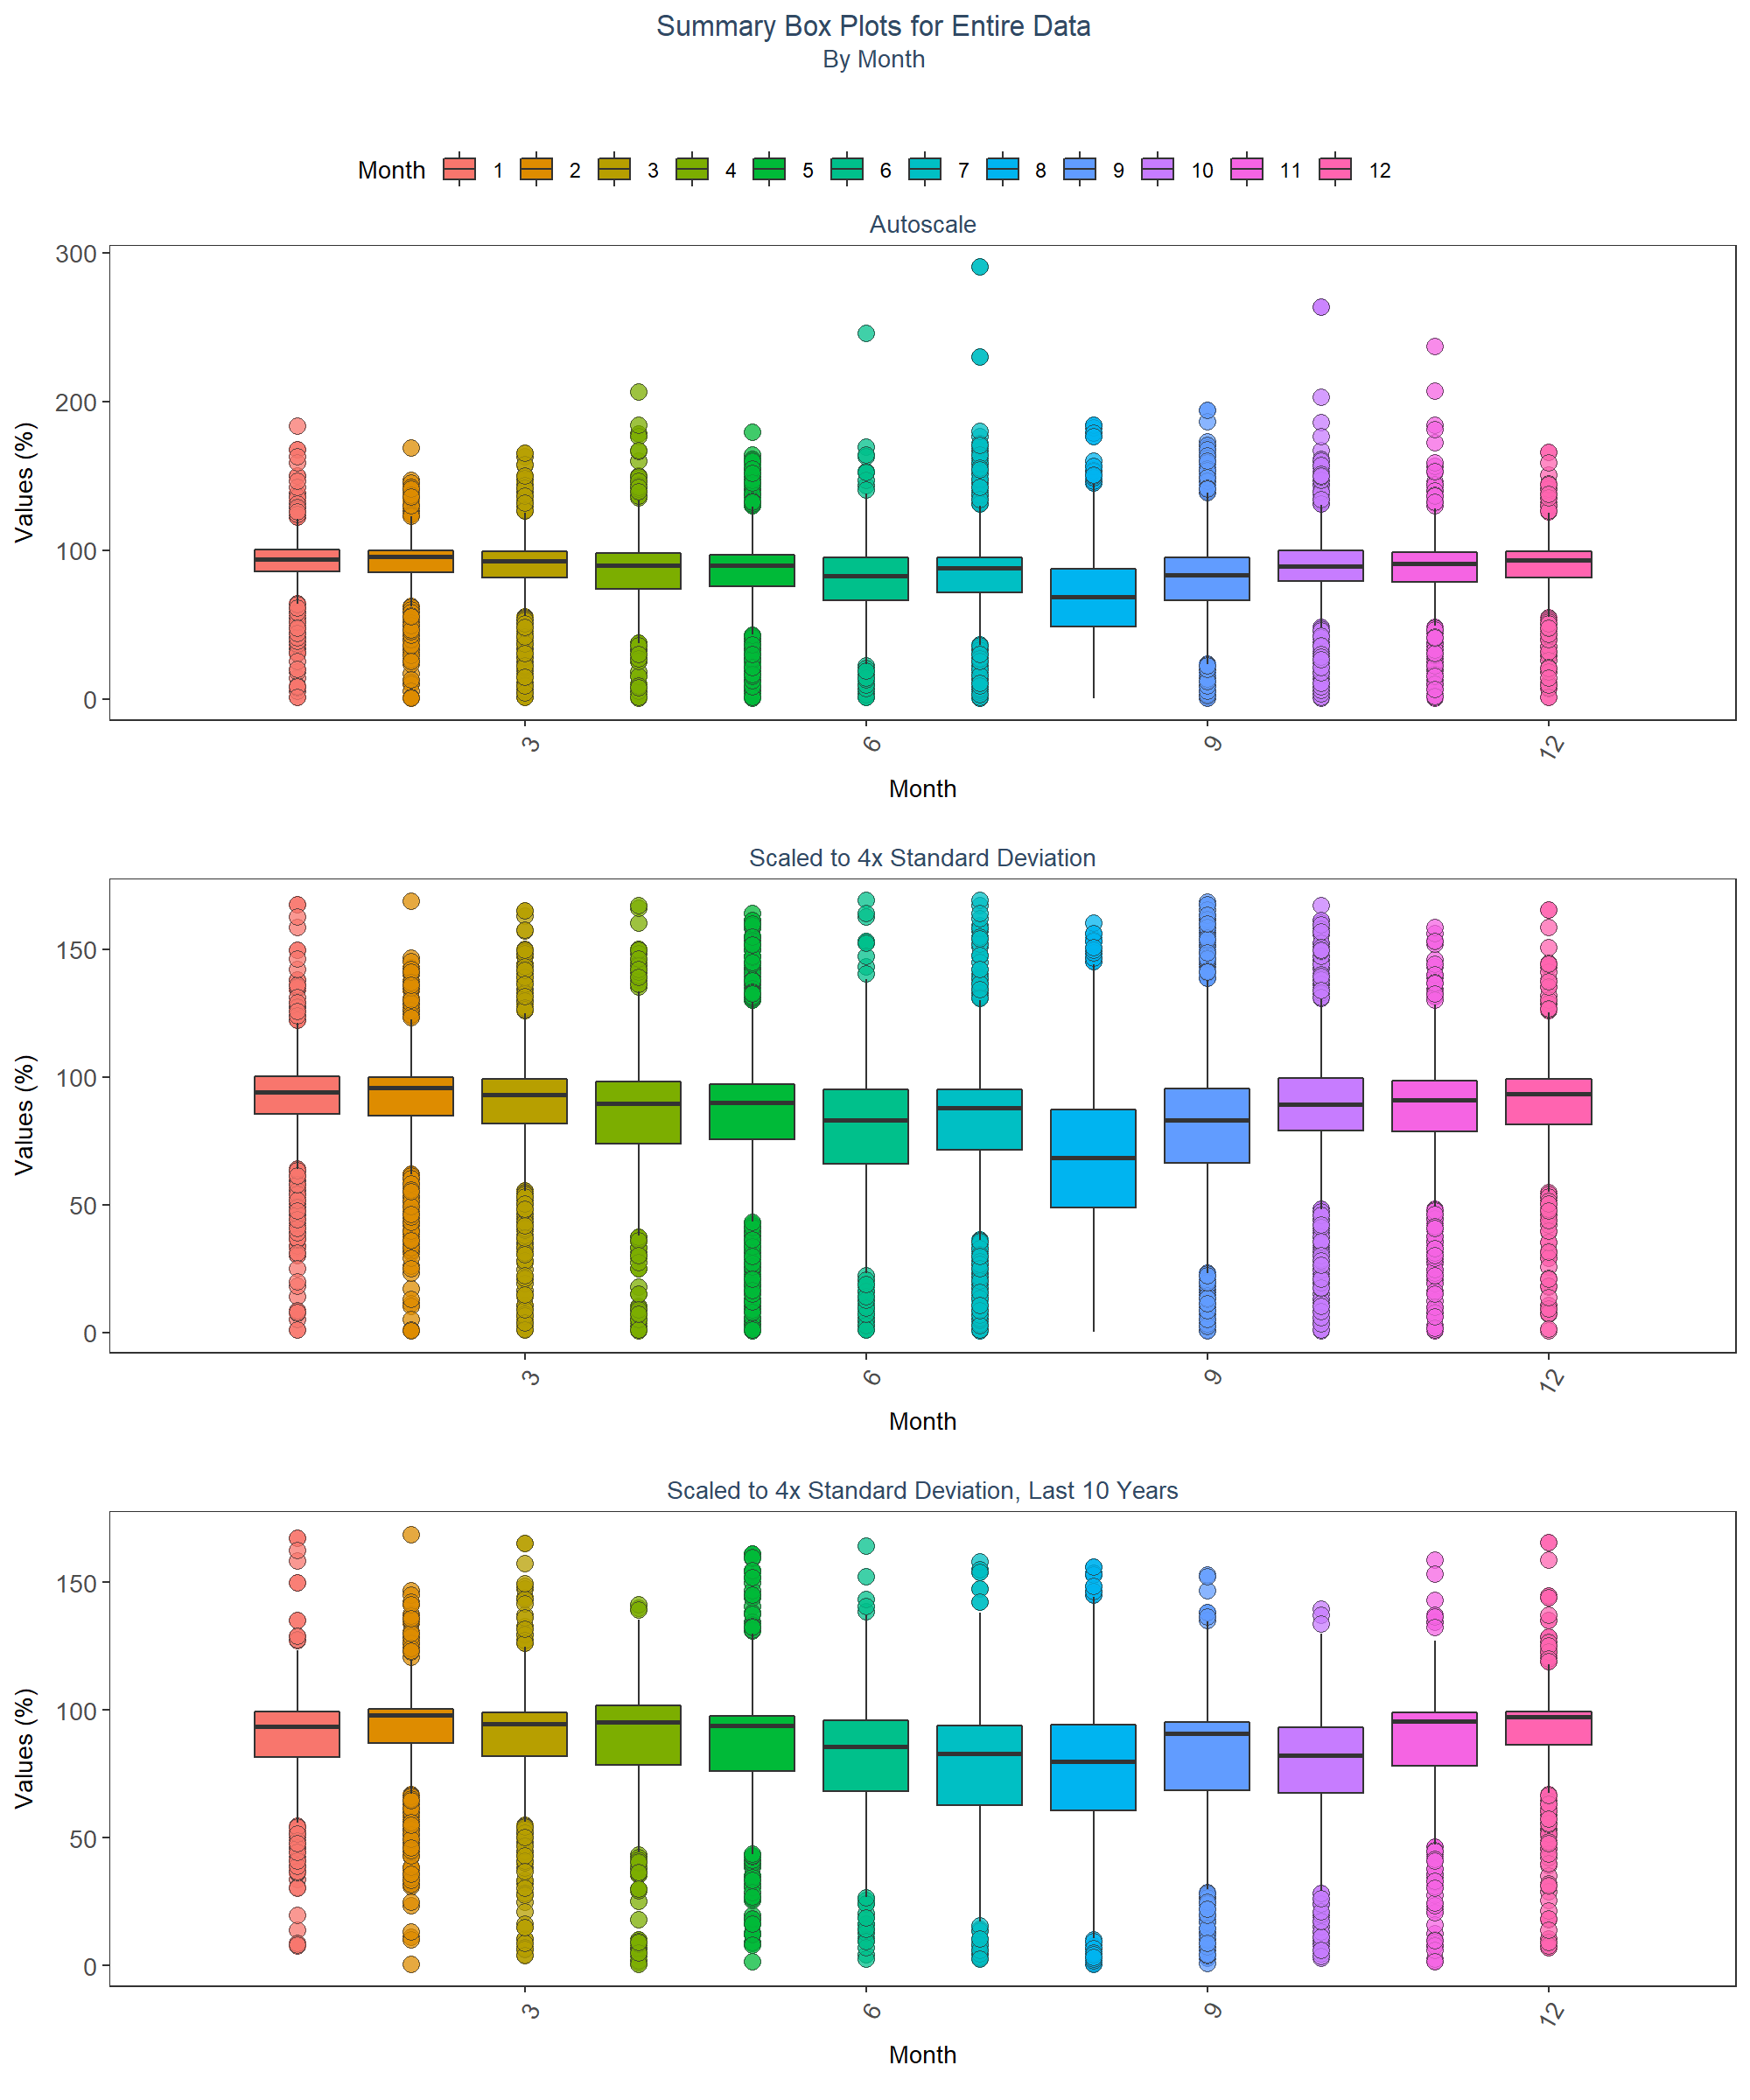 Summary Box Plots for Entire Data
By Month
Month 1 2 3 4 5 6 7 8 9 10 11 12
Autoscale
Values (%)
300
200
100
0
3 6 9 12
Month
Scaled to 4x Standard Deviation
Values (%)
150
100
50
0
3 6 9 12
Month
Scaled to 4x Standard Deviation, Last 10 Years
Values (%)
150
100
50
0
3 6 9 12
Month